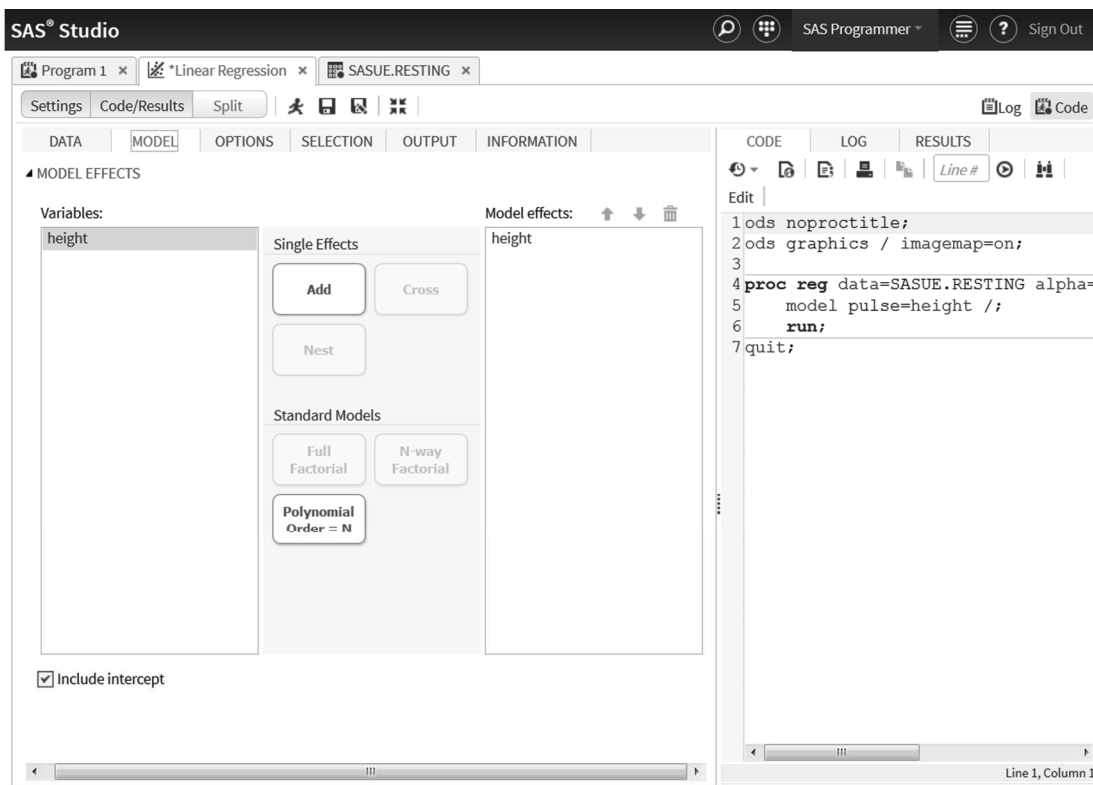 SAS® Studio
SAS Programmer
Sign Out
Program 1
*Linear Regression
SASUE.RESTING
Settings
Code/Results
Split
Log
Code
DATA
MODEL
OPTIONS
SELECTION
OUTPUT
INFORMATION
MODEL EFFECTS
Variables:
height
Single Effects
Add
Cross
Nest
Standard Models
Full
Factorial
N-way
Factorial
Polynomial
Order = N
Model effects:
height
Include intercept
CODE
LOG
RESULTS
Line #
Edit
1 ods noproctitle;
2 ods graphics / imagemap=on;
3
4 proc reg data=SASUE.RESTING alpha=
5 model pulse=height /;
6 run;
7 quit;
Line 1, Column 1